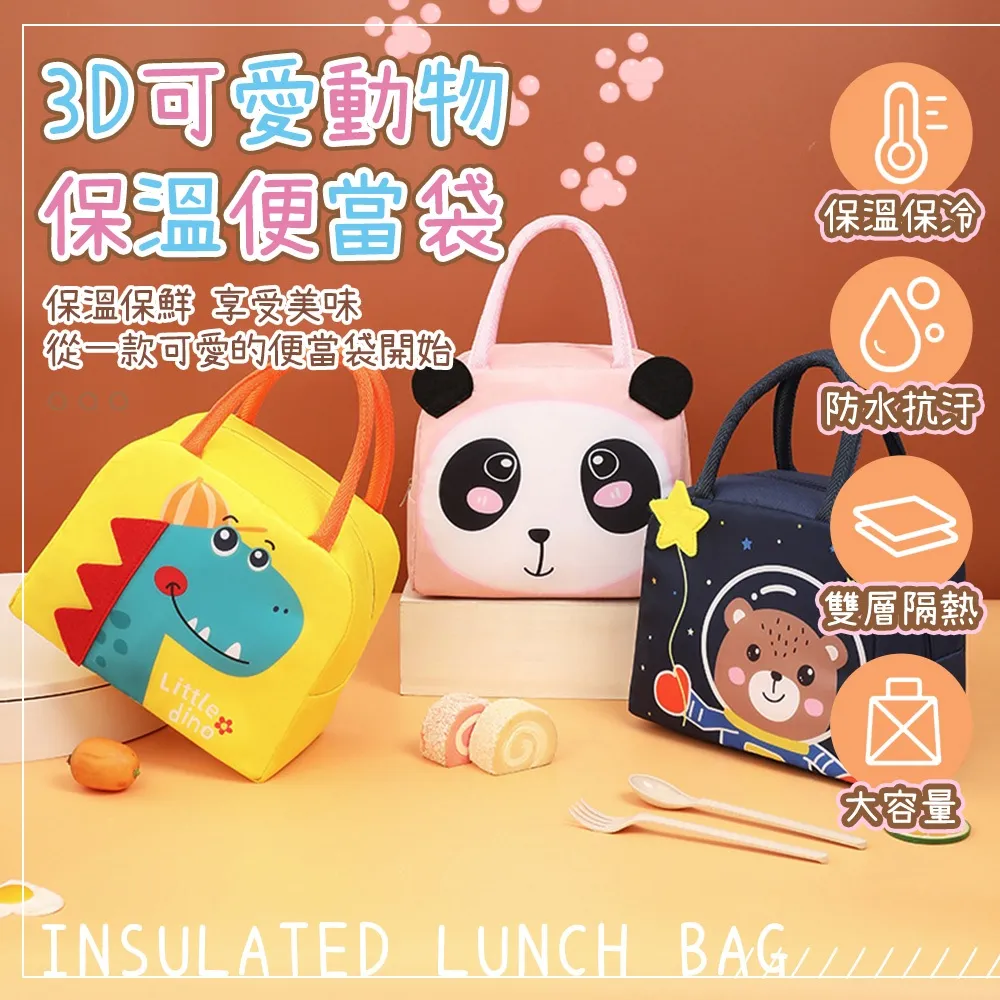 3D可愛動物
保溫便當袋
保溫保鮮 享受美味
從一款可愛的便當袋開始
保溫保冷
防水抗汙
雙層隔熱
大容量
Little
dino
INSULATED LUNCH BAG